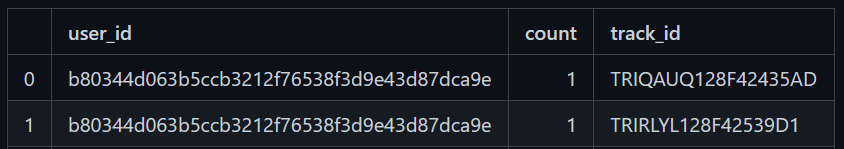 user_id count track_id
0 b80344d063b5ccb3212f76538f3d9e43d87dca9e 1 TRIQAUQ128F42435AD
1 b80344d063b5ccb3212f76538f3d9e43d87dca9e 1 TRIRLYL128F42539D1